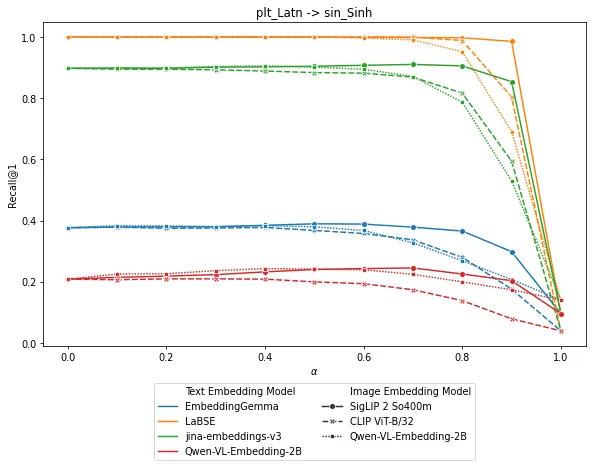 plt_Latn -> sin_Sinh
1.0
0.8
0.6
0.4
0.2
0.0
Recall@1
0.0 0.2 0.4 0.6 0.8 1.0
α
Text Embedding Model Image Embedding Model
EmbeddingGemma SigLIP 2 So400m
LaBSE CLIP ViT-B/32
jina-embeddings-v3 Qwen-VL-Embedding-2B
Qwen-VL-Embedding-2B